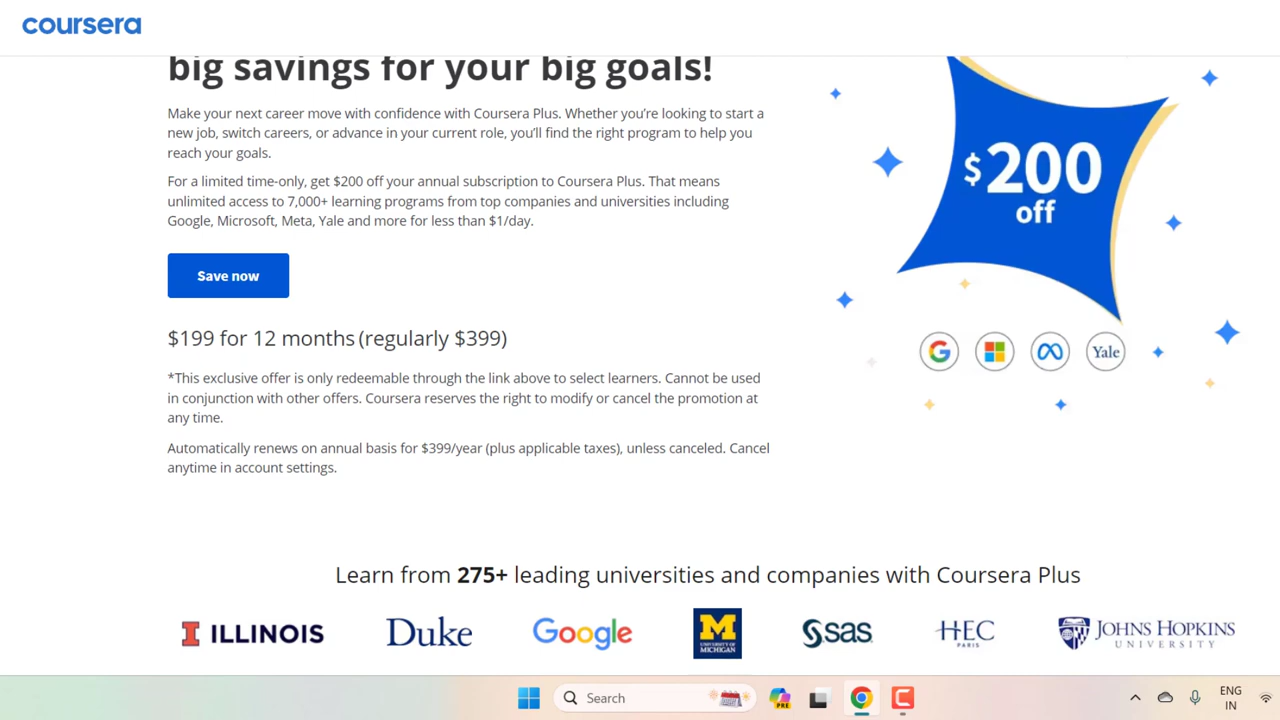 coursera
big savings for your big goals!
Make your next career move with confidence with Coursera Plus. Whether you're looking to start a
new job, switch careers, or advance in your current role, you'll find the right program to help you
reach your goals.
For a limited time-only, get $200 off your annual subscription to Coursera Plus. That means
unlimited access to 7,000+ learning programs from top companies and universities including
Google, Microsoft, Meta, Yale and more for less than $1/day.
Save now
$199 for 12 months (regularly $399)
*This exclusive offer is only redeemable through the link above to select learners. Cannot be used
in conjunction with other offers. Coursera reserves the right to modify or cancel the promotion at
any time.
Automatically renews on annual basis for $399/year (plus applicable taxes), unless canceled. Cancel
anytime in account settings.
$200
off
G
Yale
Learn from 275+ leading universities and companies with Coursera Plus
I ILLINOIS
Duke
Google
M
UNIVERSITY OF
MICHIGAN
sas
HEC
PARIS
JOHNS HOPKINS
UNIVERSITY
Search
PRE
ENG
IN